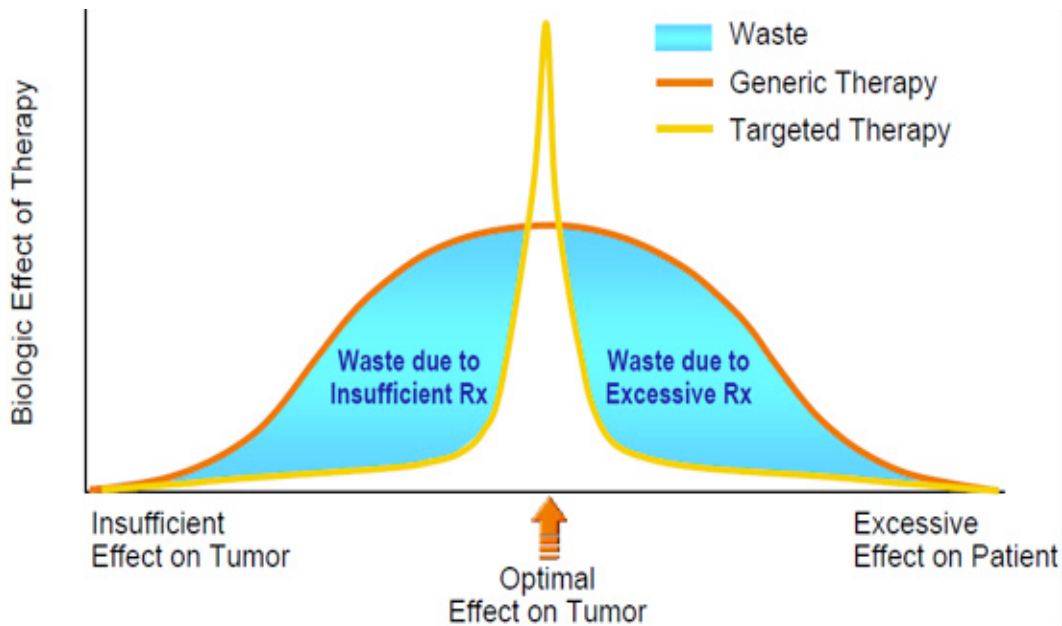 Waste
Generic Therapy
Targeted Therapy
Biologic Effect of Therapy
Waste due to
Insufficient Rx
Waste due to
Excessive Rx
Insufficient
Effect on Tumor
Optimal
Effect on Tumor
Excessive
Effect on Patient